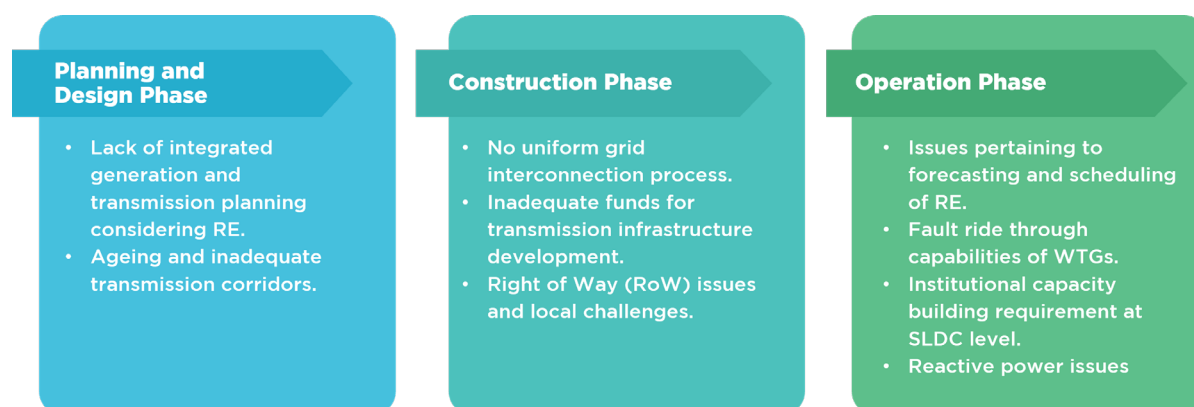 Planning and
Design Phase
• Lack of integrated
generation and
transmission planning
considering RE.
• Ageing and inadequate
transmission corridors.
Construction Phase
• No uniform grid
interconnection process.
• Inadequate funds for
transmission infrastructure
development.
• Right of Way (RoW) issues
and local challenges.
Operation Phase
• Issues pertaining to
forecasting and scheduling
of RE.
• Fault ride through
capabilities of WTGs.
• Institutional capacity
building requirement at
SLDC level.
• Reactive power issues